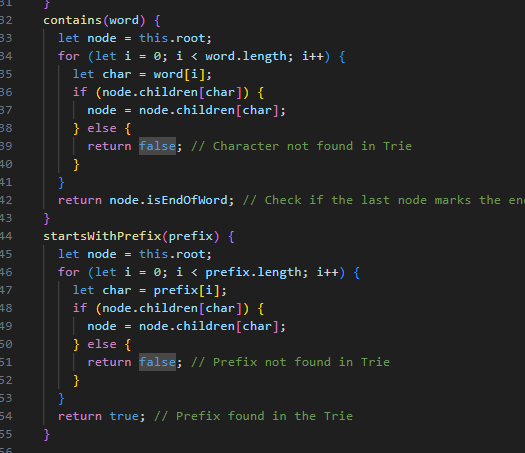 31 }
32 contains(word) {
33 let node = this.root;
34 for (let i = 0; i < word.length; i++) {
35 let char = word[i];
36 if (node.children[char]) {
37 node = node.children[char];
38 } else {
39 return false; // Character not found in Trie
40 }
41 }
42 return node.isEndOfWord; // Check if the last node marks the
43 }
44 startsWithPrefix(prefix) {
45 let node = this.root;
46 for (let i = 0; i < prefix.length; i++) {
47 let char = prefix[i];
48 if (node.children[char]) {
49 node = node.children[char];
50 } else {
51 return false; // Prefix not found in Trie
52 }
53 }
54 return true; // Prefix found in the Trie
55 }
56